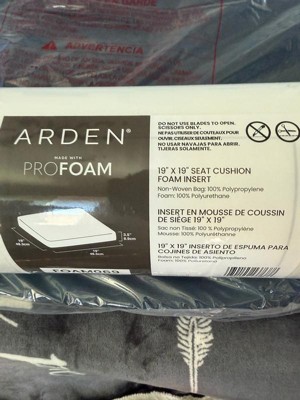 ADVERTENCIA
ARDEN®
MADE WITH
PROFOAM
DO NOT USE BLADES TO OPEN.
SCISSORS ONLY.
NE PAS UTILISER DE COUTEAUX POUR
OUVRIR. CISEAUX SEULEMENT.
NO USAR NAVAJAS PARA ABRIR.
TIJERAS SOLAMENTE.
19" X 19" SEAT CUSHION
FOAM INSERT
Non-Woven Bag: 100% Polypropylene
Foam: 100% Polyurethane
INSERT EN MOUSSE DE COUSSIN
DE SIÈGE 19" X 19"
Sac non Tissé: 100 % Polypropylène
Mousse: 100% Polyuréthanne
19" X 19" INSERTO DE ESPUMA PARA
COJINES DE ASIENTO
19"
19"
FOAM069